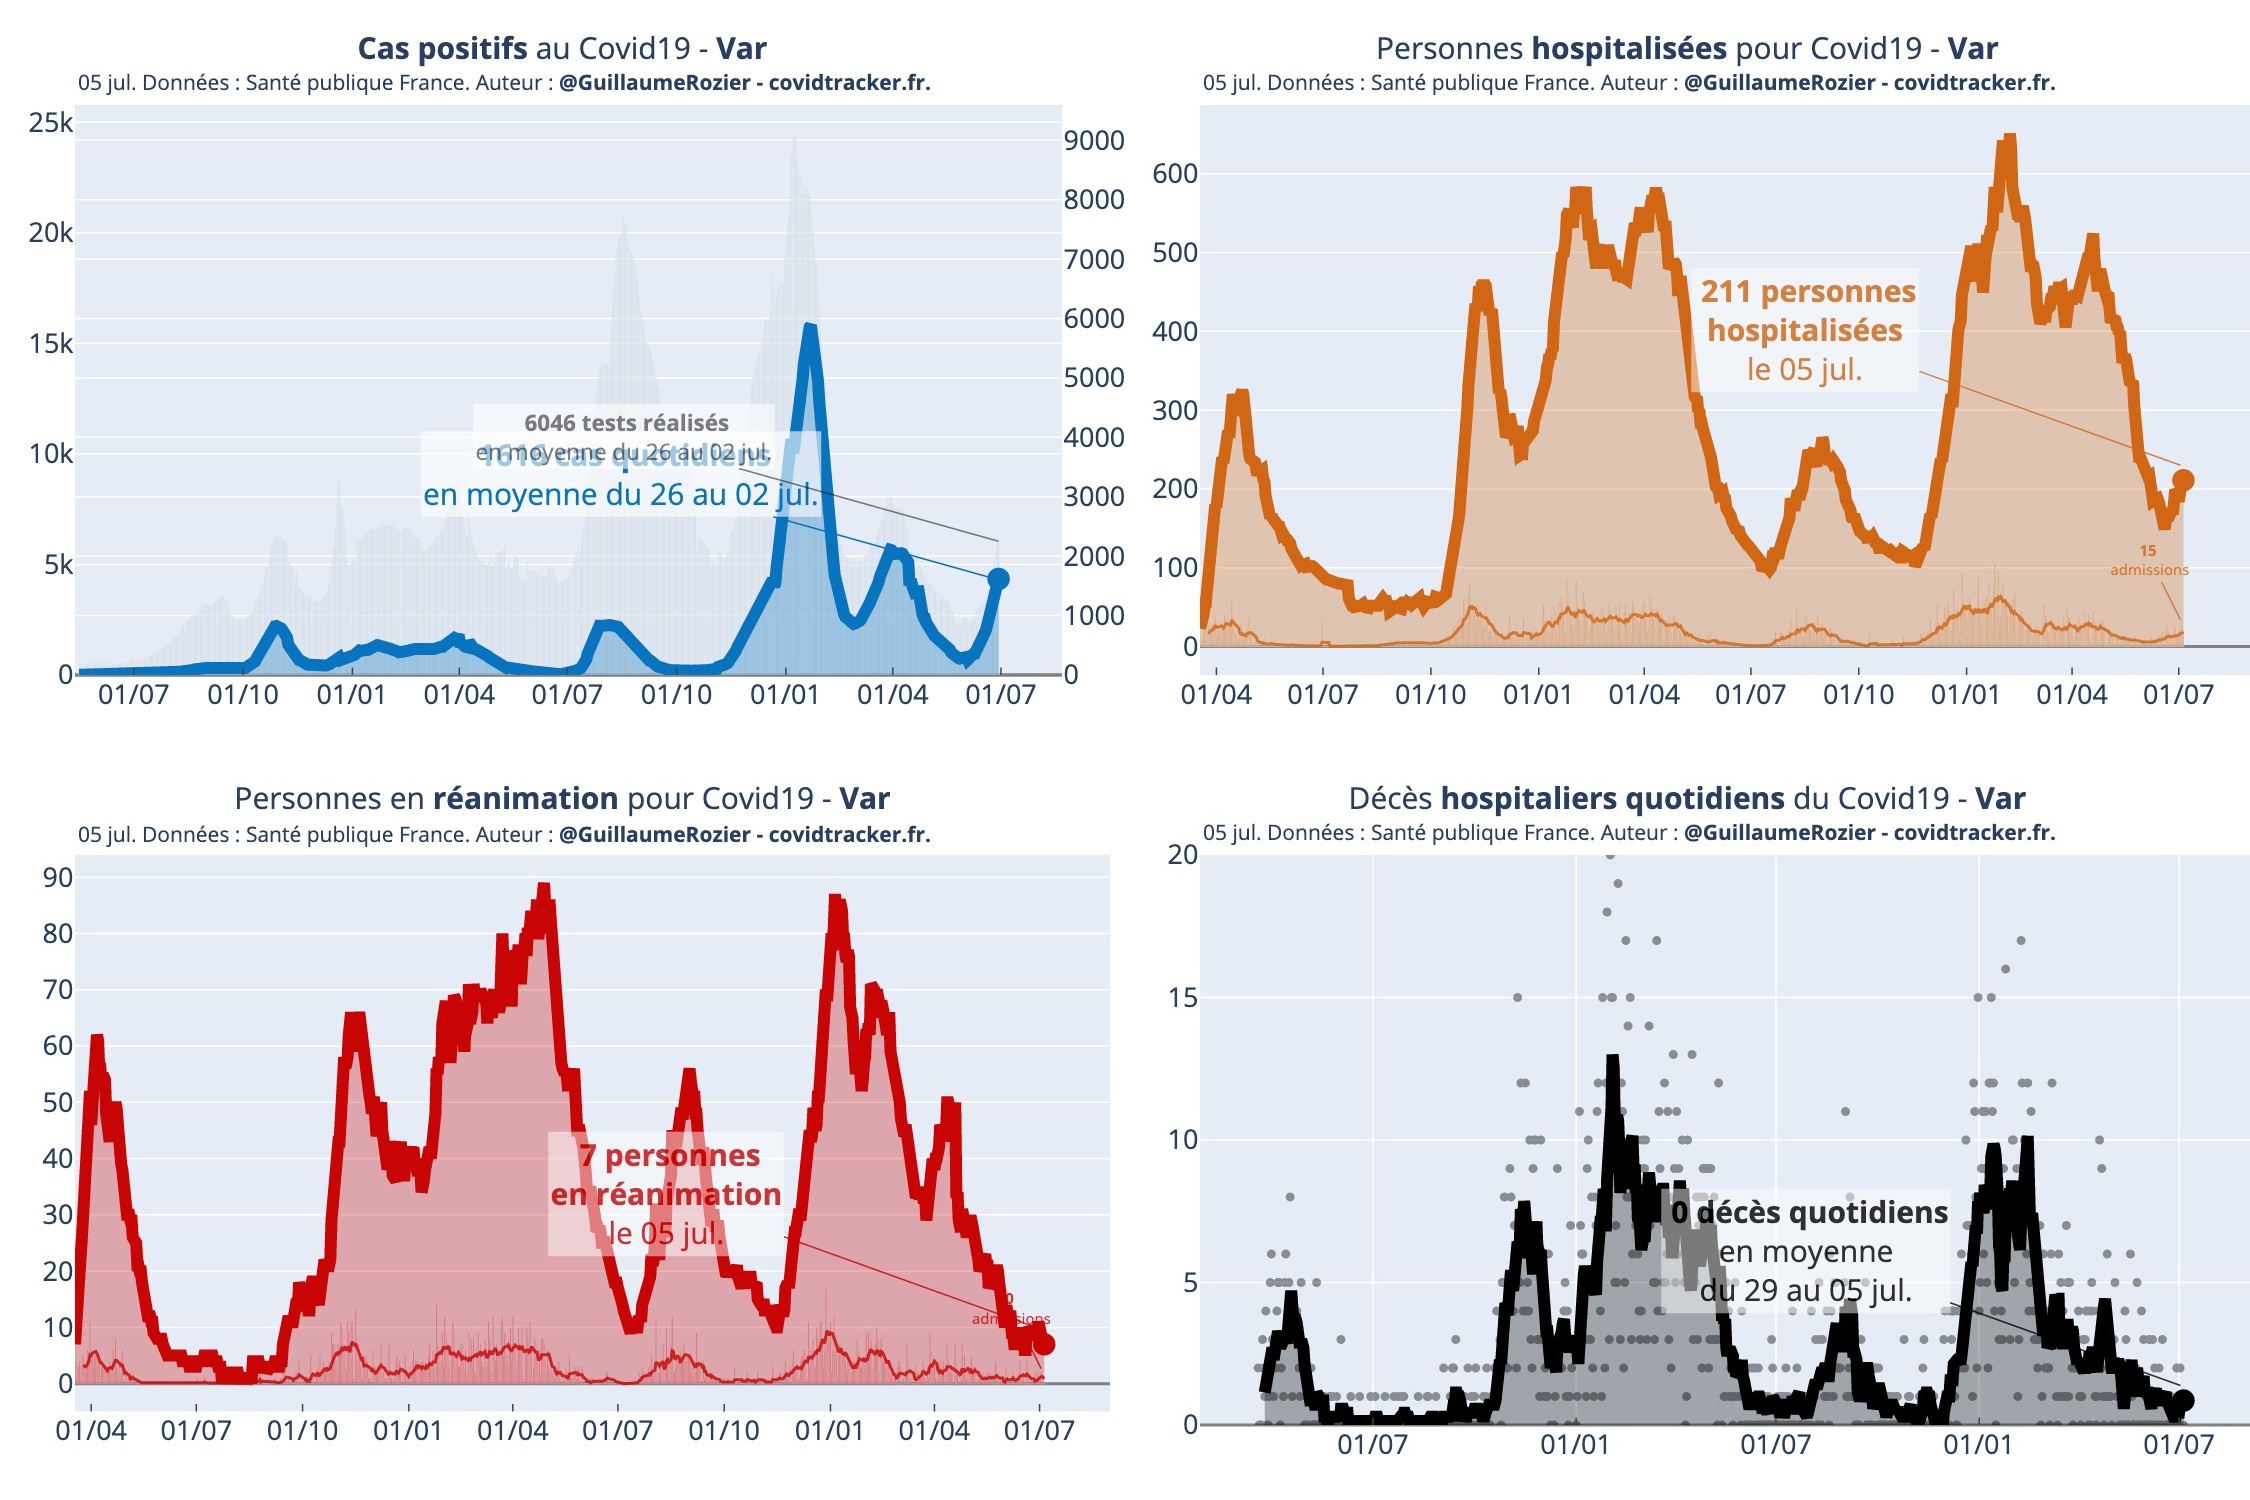 Cas positifs au Covid19 - Var
05 jul. Données : Santé publique France. Auteur : @GuillaumeRozier - covidtracker.fr.
25k
20k
15k
10k
5k
0
9000
8000
7000
6000
5000
4000
3000
2000
1000
0
6046 tests réalisés
en moyenne du 26 au 02 jul.
1616 cas quotidiens
en moyenne du 26 au 02 jul.
01/07 01/10 01/01 01/04 01/07 01/10 01/01 01/04 01/07
Personnes hospitalisées pour Covid19 - Var
05 jul. Données : Santé publique France. Auteur : @GuillaumeRozier - covidtracker.fr.
600
500
400
300
200
100
0
211 personnes
hospitalisées
le 05 jul.
15
admissions
01/04 01/07 01/10 01/01 01/04 01/07 01/10 01/01 01/04 01/07
Personnes en réanimation pour Covid19 - Var
05 jul. Données : Santé publique France. Auteur : @GuillaumeRozier - covidtracker.fr.
90
80
70
60
50
40
30
20
10
0
7 personnes
en réanimation
le 05 jul.
0
admissions
01/04 01/07 01/10 01/01 01/04 01/07 01/10 01/01 01/04 01/07
Décès hospitaliers quotidiens du Covid19 - Var
05 jul. Données : Santé publique France. Auteur : @GuillaumeRozier - covidtracker.fr.
20
15
10
5
0
0 décès quotidiens
en moyenne
du 29 au 05 jul.
01/07 01/01 01/07 01/01 01/07